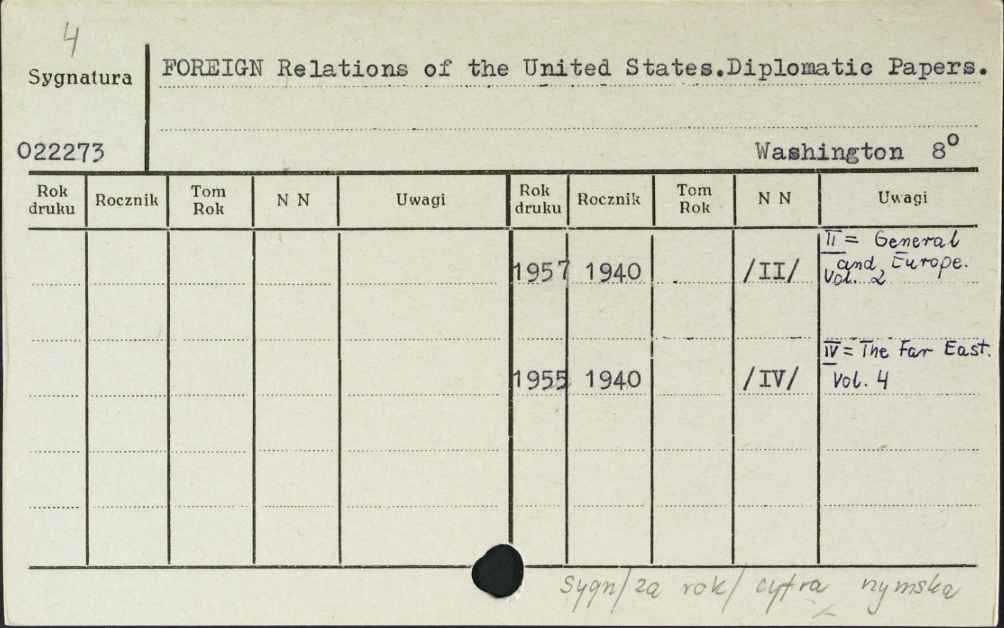 4
Sygnatura
FOREIGN Relations of the United States.Diplomatic Papers.
022273
Washington 8º
Rok druku Rocznik Tom Rok N N Uwagi Rok druku Rocznik Tom Rok N N Uwagi
1957 1940 /II/ II = General
and Europe.
Vol. 2
1955 1940 /IV/ IV = The Far East.
Vol. 4
sygn/za rok/ cyfra rymska